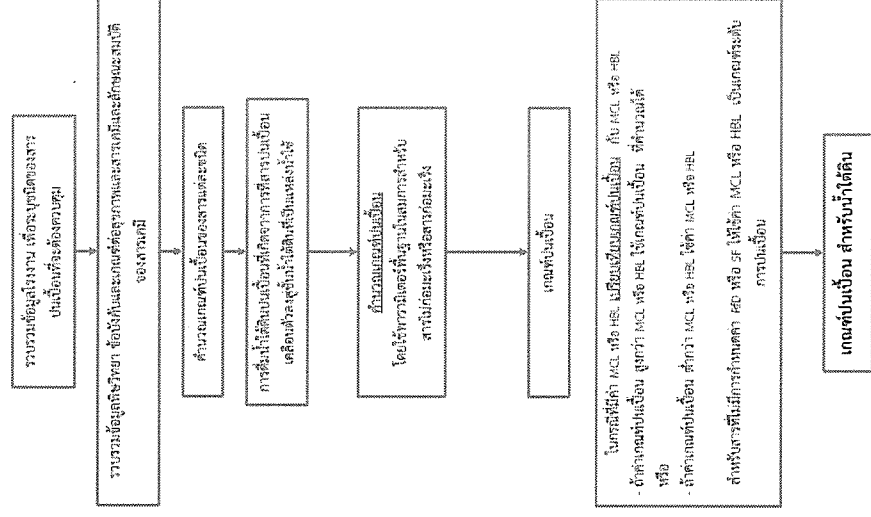 รวบรวมข้อมูลโรงงาน เพื่อระบุชนิดของสาร
ปนเปื้อนที่จะต้องควบคุม
รวบรวมข้อมูลพิษวิทยา ข้อบังคับและเกณฑ์ต่อสุขภาพและสารเคมีและลักษณะสมบัติ
ของสารเคมี
คำนวณเกณฑ์ปนเปื้อนของสารแต่ละชนิด
การดื่มน้ำใต้ดินปนเปื้อนที่เกิดจากการที่สารปนเปื้อน
เคลื่อนตัวลงสู่ชั้นน้ำใต้ดินที่เป็นแหล่งน้ำใช้
คำนวณเกณฑ์ปนเปื้อน
โดยใช้พารามิเตอร์พื้นฐานในสมการสำหรับ
สารไม่ก่อมะเร็งหรือสารก่อมะเร็ง
เกณฑ์ปนเปื้อน
ในกรณีที่มีค่า MCL หรือ HBL เปรียบเทียบเกณฑ์ปนเปื้อน กับ MCL หรือ HBL
- ถ้าค่าเกณฑ์ปนเปื้อน สูงกว่า MCL หรือ HBL ใช้เกณฑ์ปนเปื้อน ที่คำนวณได้
หรือ
- ถ้าค่าเกณฑ์ปนเปื้อน ต่ำกว่า MCL หรือ HBL ใช้ค่า MCL หรือ HBL
สำหรับสารที่ไม่มีการกำหนดค่า RfD หรือ SF ให้ใช้ค่า MCL หรือ HBL เป็นเกณฑ์ระดับ
การปนเปื้อน
เกณฑ์ปนเปื้อน สำหรับน้ำใต้ดิน